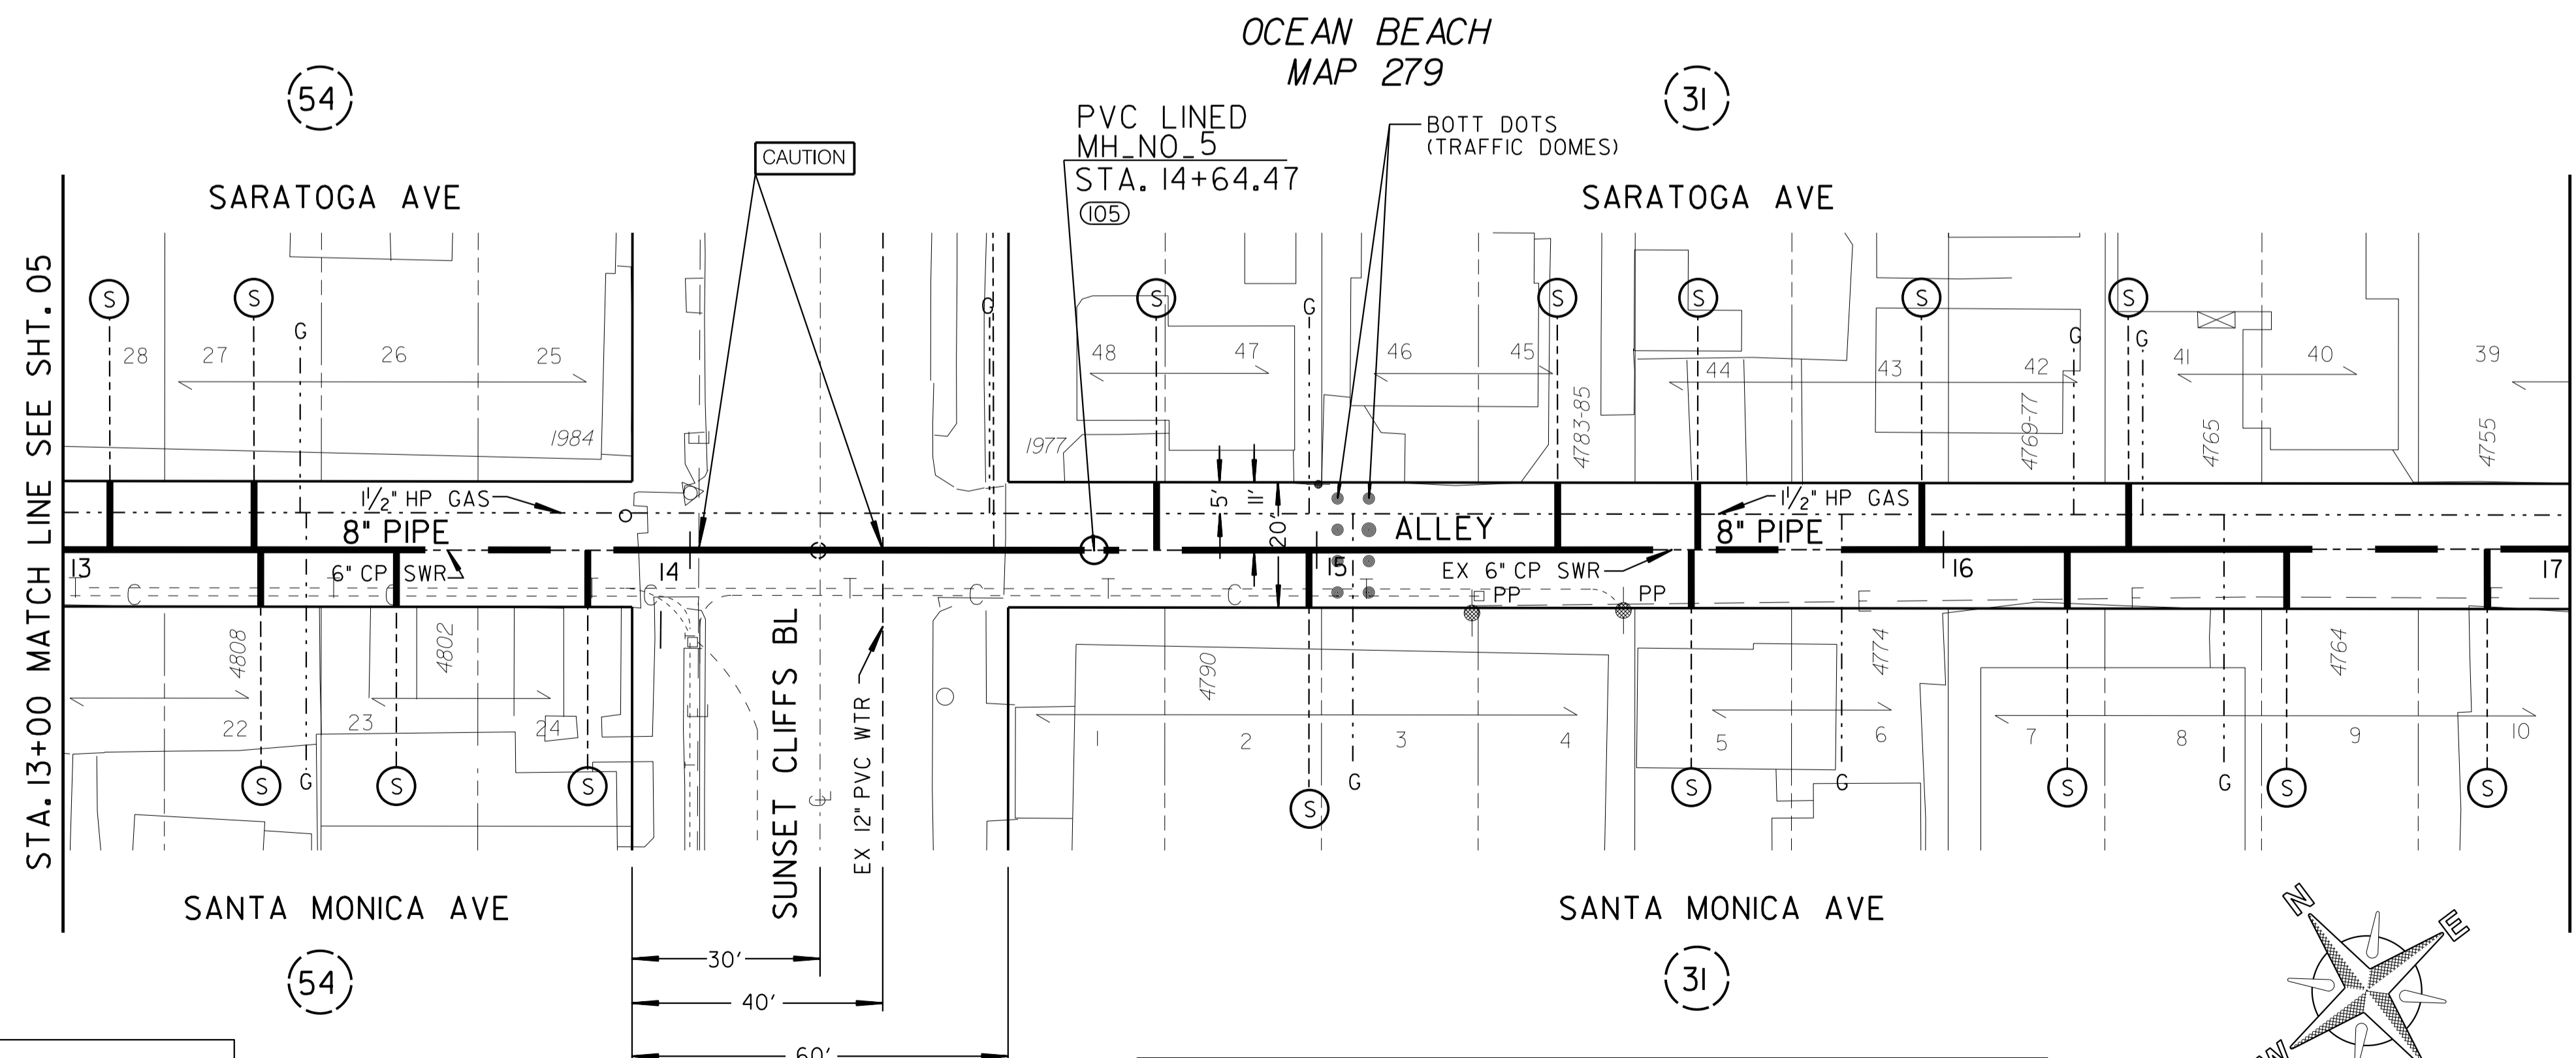 OCEAN BEACH
MAP 279
54
31
PVC LINED
MH_NO_5
STA. 14+64.47
105
BOTT DOTS
(TRAFFIC DOMES)
CAUTION
SARATOGA AVE
SARATOGA AVE
STA. 13+00 MATCH LINE SEE SHT. 05
S
S
S
S
S
S
S
G
G
G
G
G
28
27
26
25
48
47
46
45
44
43
42
41
40
39
1984
1977
4783-85
4769-77
4765
4755
1 1/2" HP GAS
8" PIPE
5'
11'
20'
ALLEY
1 1/2" HP GAS
8" PIPE
13
6" CP SWR
14
15
EX 6" CP SWR
16
17
T
C
T
C
T
C
T
C
T
C
T
E
E
E
PP
PP
4808
4802
4790
4774
4764
22
23
24
1
2
3
4
5
6
7
8
9
10
SUNSET CLIFFS BL
℄
EX 12" PVC WTR
S
G
S
S
S
G
S
G
S
G
S
S
SANTA MONICA AVE
SANTA MONICA AVE
54
31
30'
40'
60'
N
E
W